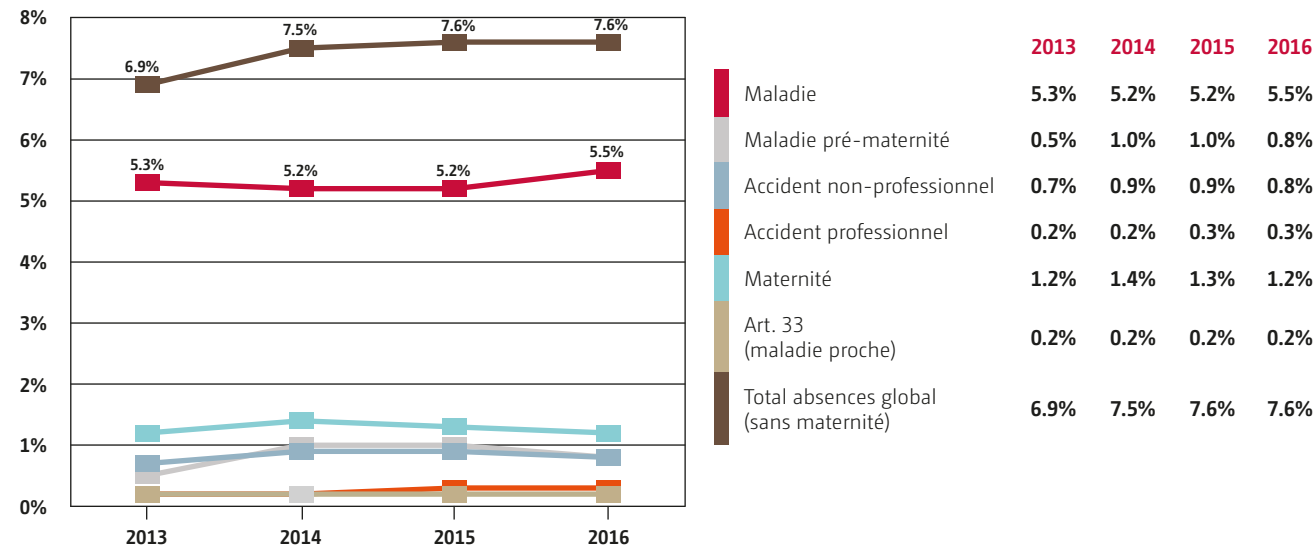 8%
7%
6%
5%
4%
3%
2%
1%
0%
6.9%
7.5%
7.6%
7.6%
5.3%
5.2%
5.2%
5.5%
2013 2014 2015 2016
2013 2014 2015 2016
Maladie 5.3% 5.2% 5.2% 5.5%
Maladie pré-maternité 0.5% 1.0% 1.0% 0.8%
Accident non-professionnel 0.7% 0.9% 0.9% 0.8%
Accident professionnel 0.2% 0.2% 0.3% 0.3%
Maternité 1.2% 1.4% 1.3% 1.2%
Art. 33
(maladie proche) 0.2% 0.2% 0.2% 0.2%
Total absences global
(sans maternité) 6.9% 7.5% 7.6% 7.6%